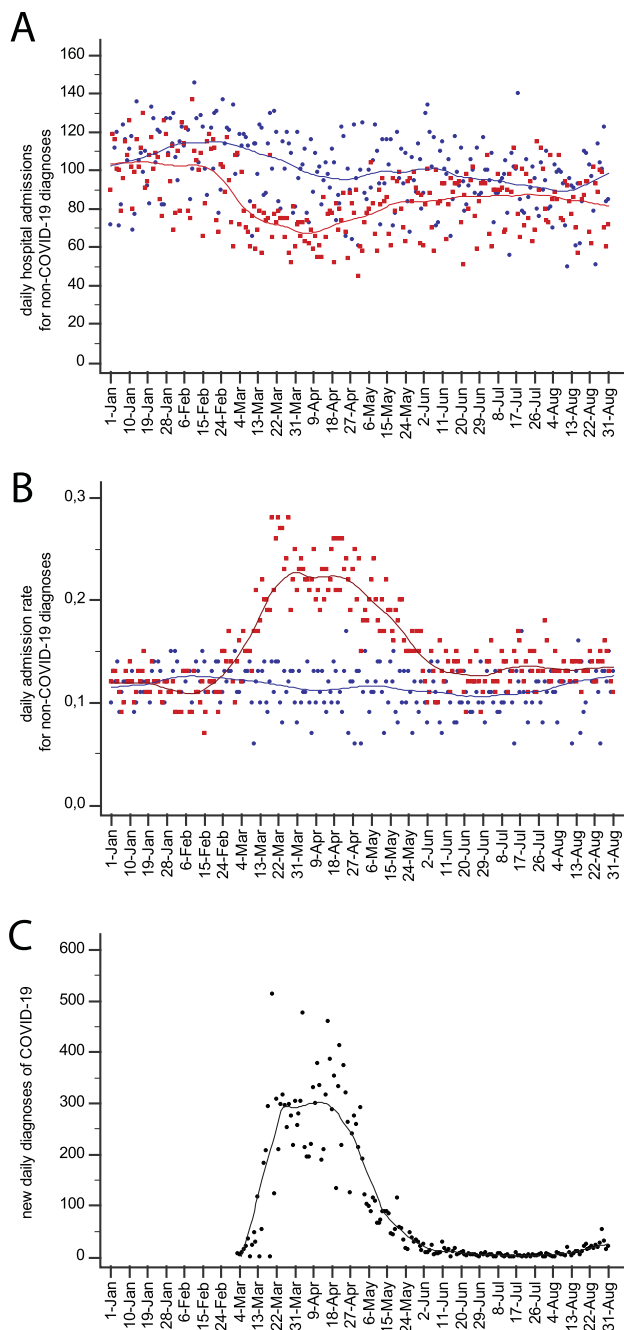 A
160
140
120
100
80
60
40
20
0
daily hospital admissions
for non-COVID-19 diagnoses
1-Jan
10-Jan
19-Jan
28-Jan
6-Feb
15-Feb
24-Feb
4-Mar
13-Mar
22-Mar
31-Mar
9-Apr
18-Apr
27-Apr
6-May
15-May
24-May
2-Jun
11-Jun
20-Jun
29-Jun
8-Jul
17-Jul
26-Jul
4-Aug
13-Aug
22-Aug
31-Aug
B
0,3
0,2
0,1
0,0
daily admission rate
for non-COVID-19 diagnoses
1-Jan
10-Jan
19-Jan
28-Jan
6-Feb
15-Feb
24-Feb
4-Mar
13-Mar
22-Mar
31-Mar
9-Apr
18-Apr
27-Apr
6-May
15-May
24-May
2-Jun
11-Jun
20-Jun
29-Jun
8-Jul
17-Jul
26-Jul
4-Aug
13-Aug
22-Aug
31-Aug
C
600
500
400
300
200
100
0
new daily diagnoses of COVID-19
1-Jan
10-Jan
19-Jan
28-Jan
6-Feb
15-Feb
24-Feb
4-Mar
13-Mar
22-Mar
31-Mar
9-Apr
18-Apr
27-Apr
6-May
15-May
24-May
2-Jun
11-Jun
20-Jun
29-Jun
8-Jul
17-Jul
26-Jul
4-Aug
13-Aug
22-Aug
31-Aug